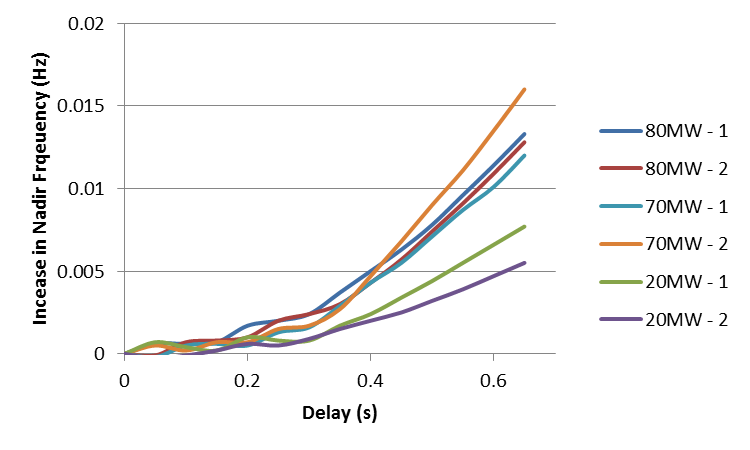 0.02
0.015
0.01
0.005
0
0
0.2
0.4
0.6
Incease in Nadir Frqeuency (Hz)
Delay (s)
80MW - 1
80MW - 2
70MW - 1
70MW - 2
20MW - 1
20MW - 2